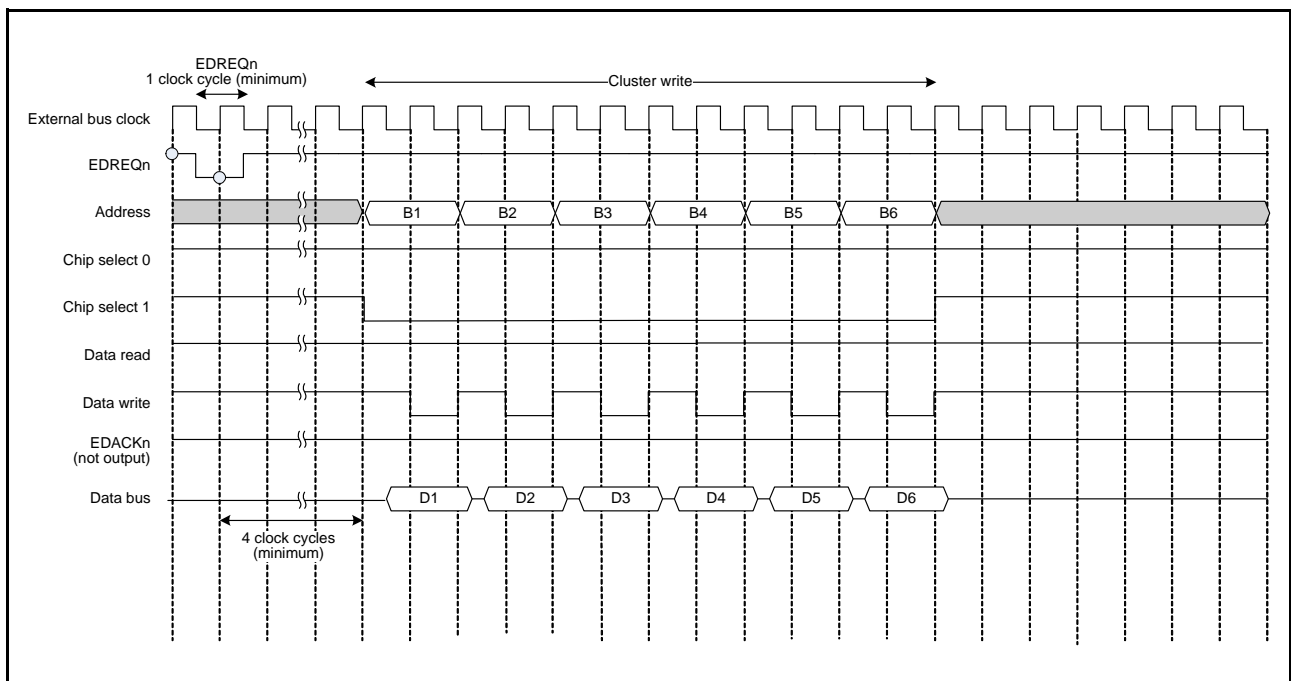 EDREQn
1 clock cycle (minimum)
Cluster write
External bus clock
EDREQn
Address
B1 B2 B3 B4 B5 B6
Chip select 0
Chip select 1
Data read
Data write
EDACKn
(not output)
Data bus
D1 D2 D3 D4 D5 D6
4 clock cycles
(minimum)